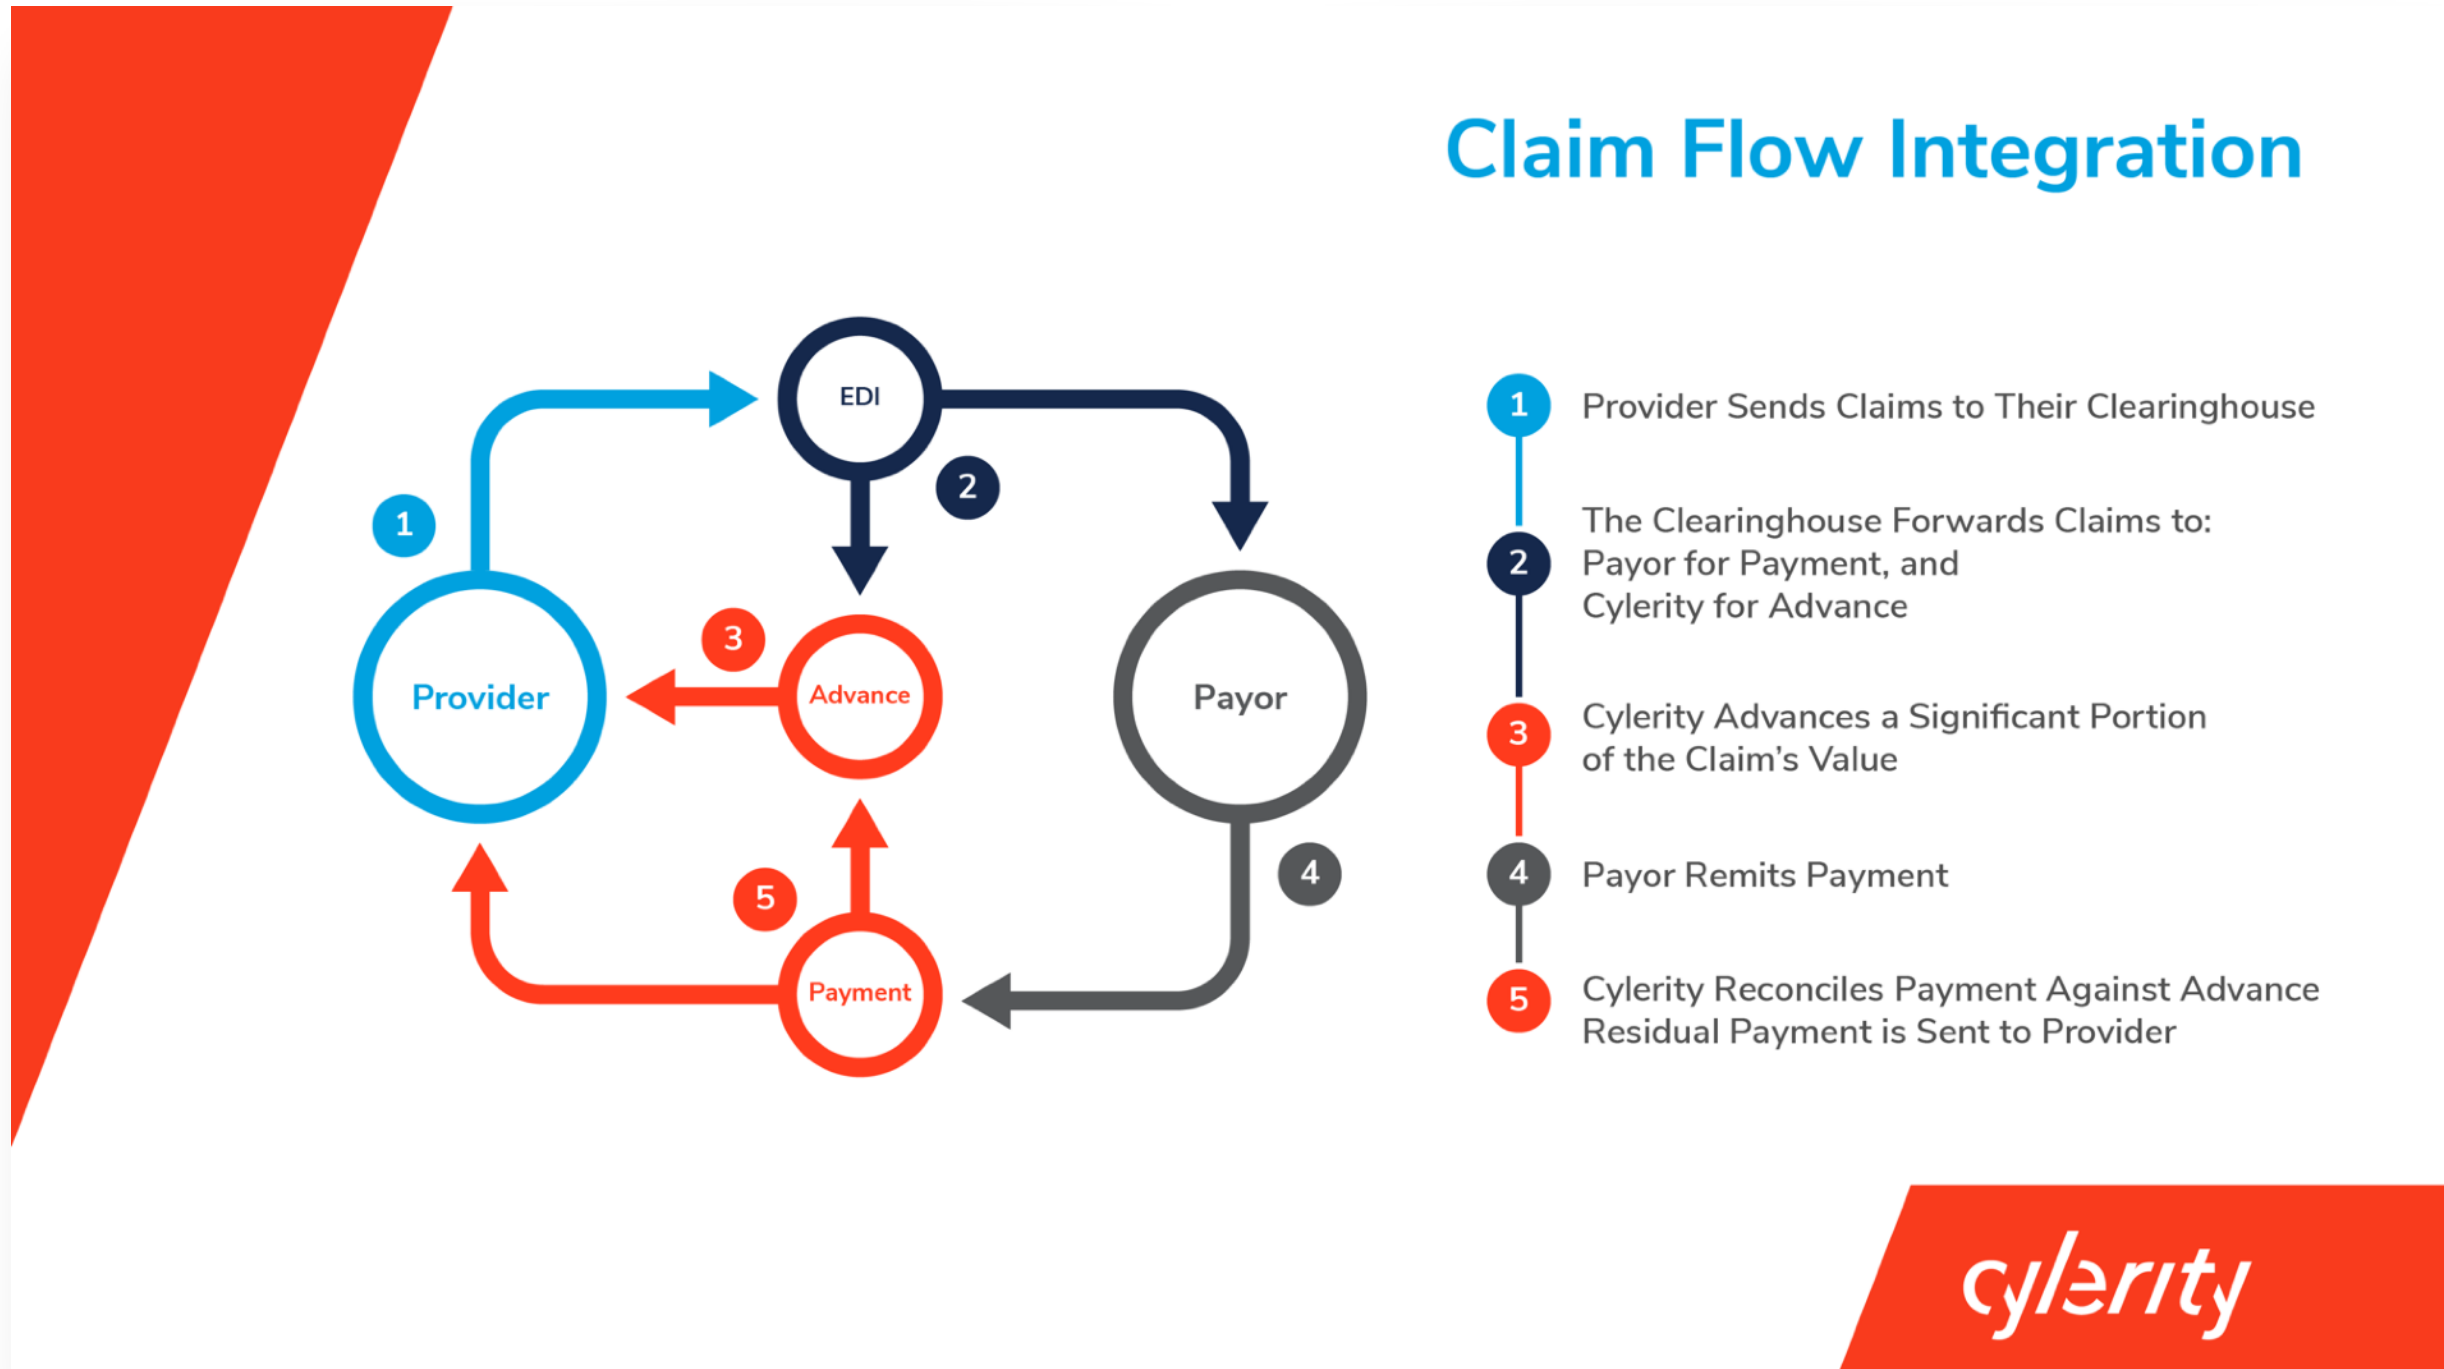 Claim Flow Integration
EDI
2
1
3
Provider
Advance
Payor
5
4
Payment
1
Provider Sends Claims to Their Clearinghouse
2
The Clearinghouse Forwards Claims to:
Payor for Payment, and
Cylerity for Advance
3
Cylerity Advances a Significant Portion
of the Claim's Value
4
Payor Remits Payment
5
Cylerity Reconciles Payment Against Advance
Residual Payment is Sent to Provider
cylerity